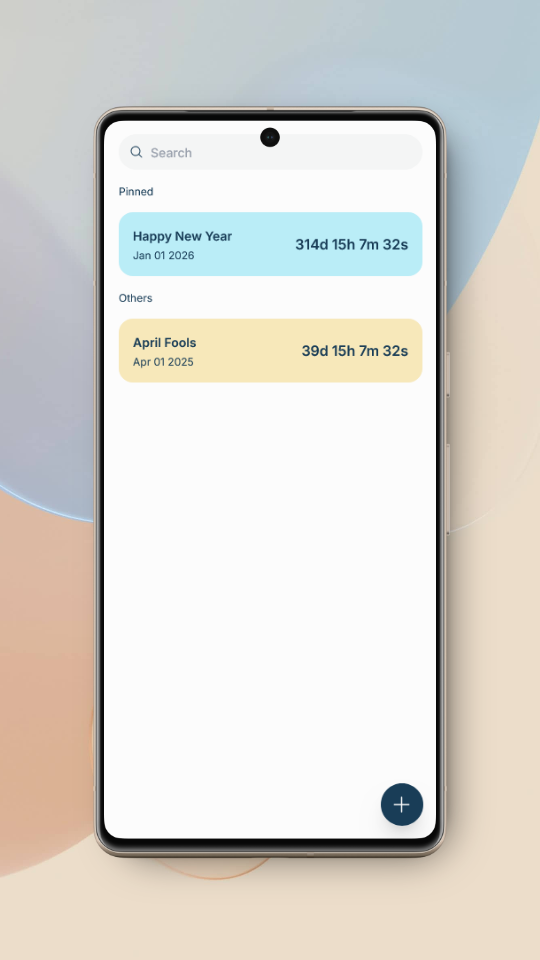 Search
Pinned
Happy New Year
314d 15h 7m 32s
Jan 01 2026
Others
April Fools
39d 15h 7m 32s
Apr 01 2025